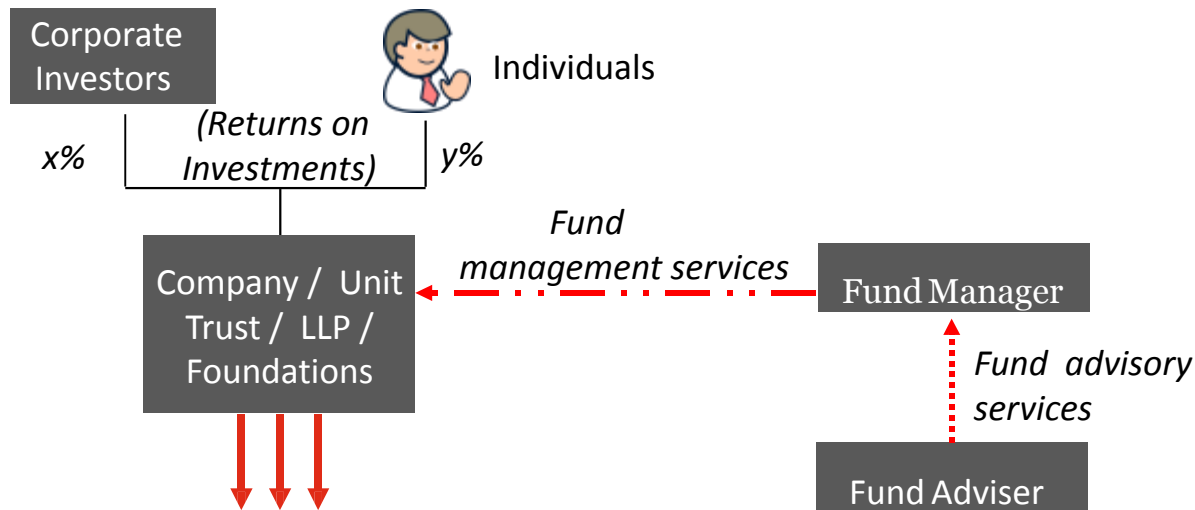 Corporate
Investors
Individuals
(Returns on
Investments)
x%
y%
Fund
management services
Company / Unit
Trust / LLP /
Foundations
Fund Manager
Fund advisory
services
Fund Adviser